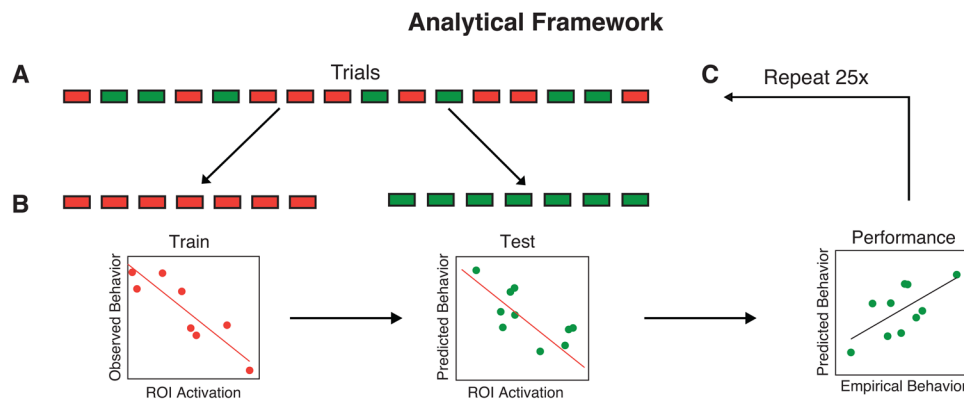 Analytical Framework
A
Trials
C
Repeat 25x
B
Train
Observed Behavior
ROI Activation
Test
Predicted Behavior
ROI Activation
Performance
Predicted Behavior
Empirical Behavior